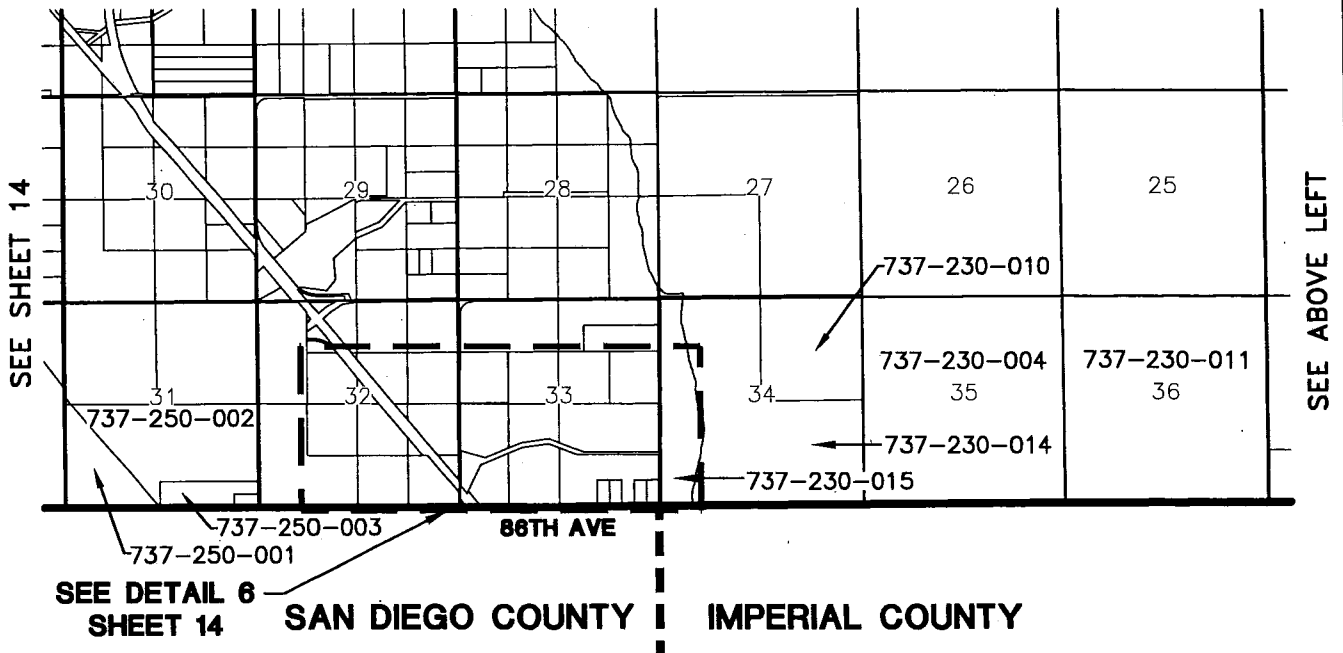 SEE SHEET 14
30
29
28
27
26
25
SEE ABOVE LEFT
737-230-010
737-230-004
737-230-011
31
32
33
34
35
36
737-250-002
737-230-014
737-230-015
737-250-003
86TH AVE
737-250-001
SEE DETAIL 6
SHEET 14
SAN DIEGO COUNTY
IMPERIAL COUNTY